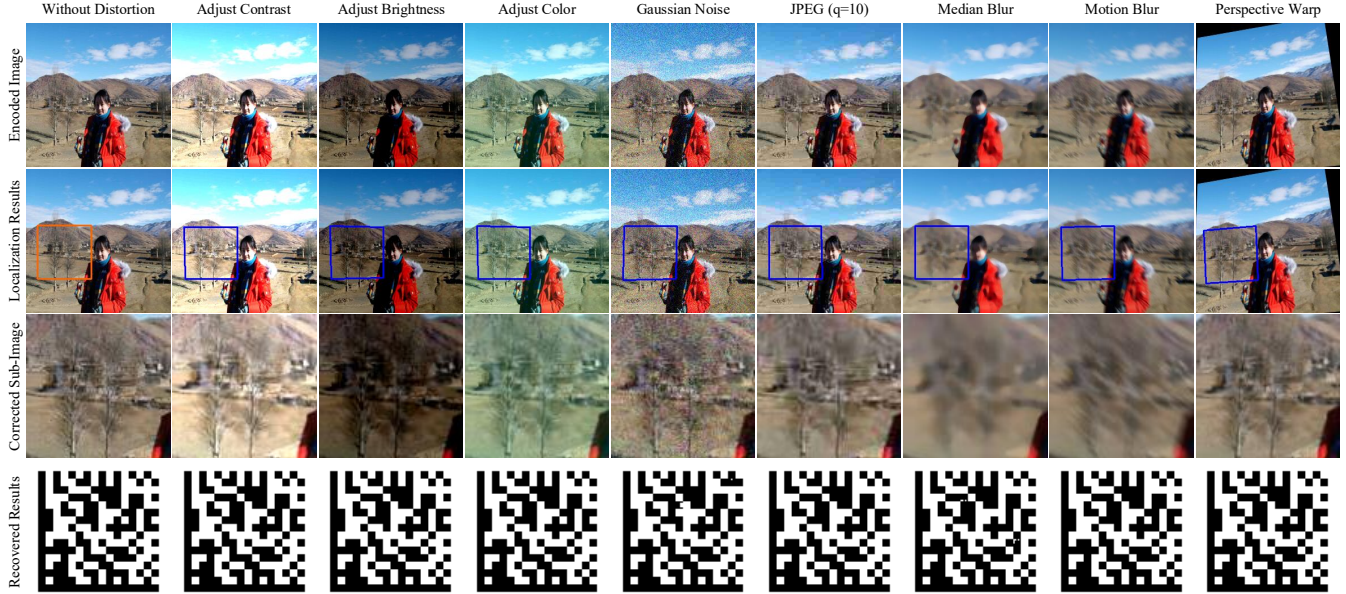 Without Distortion
Adjust Contrast
Adjust Brightness
Adjust Color
Gaussian Noise
JPEG (q=10)
Median Blur
Motion Blur
Perspective Warp
Encoded Image
Localization Results
Corrected Sub-Image
Recovered Results